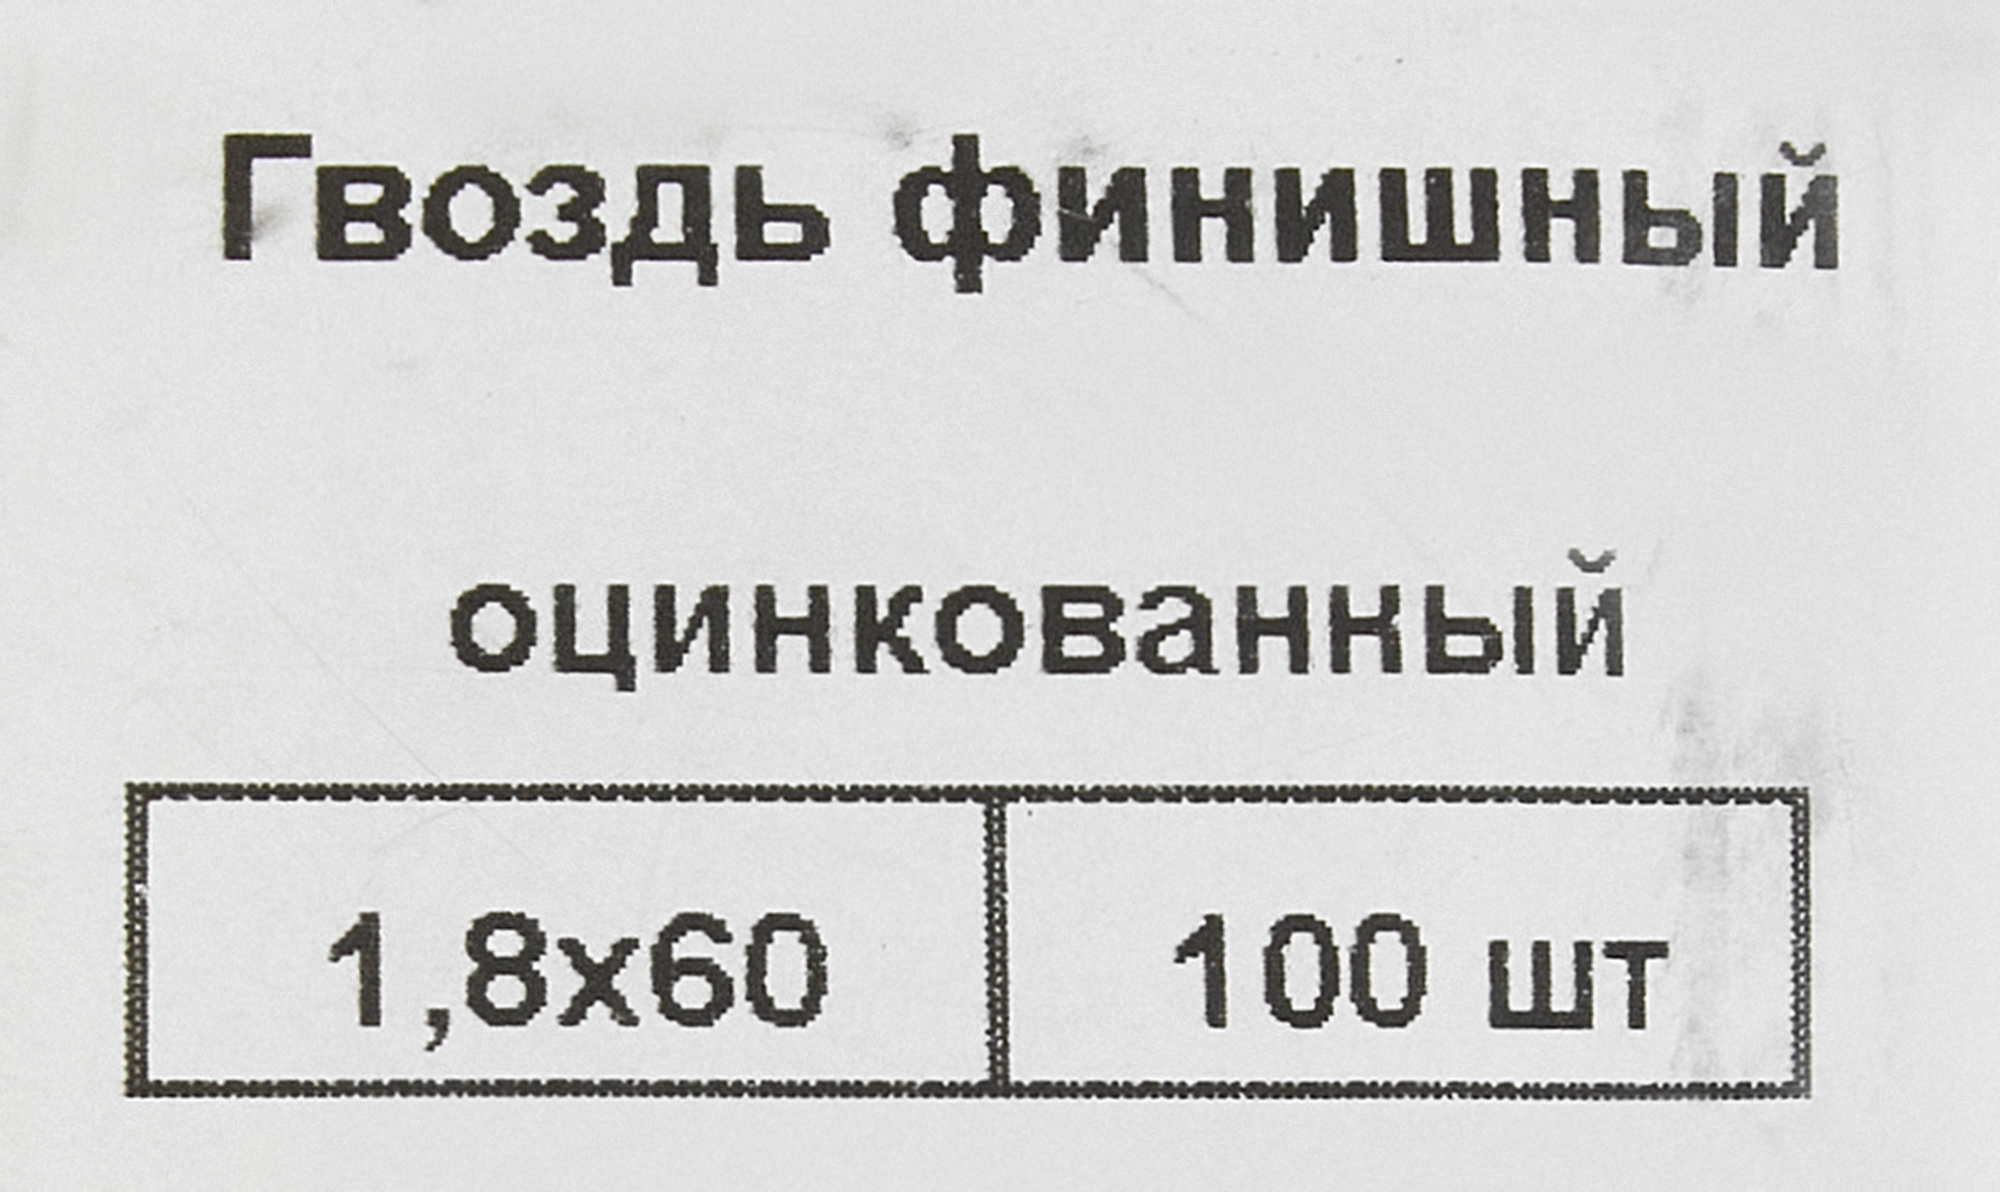 Гвоздь финишный
оцинкованный
1,8х60 100 шт